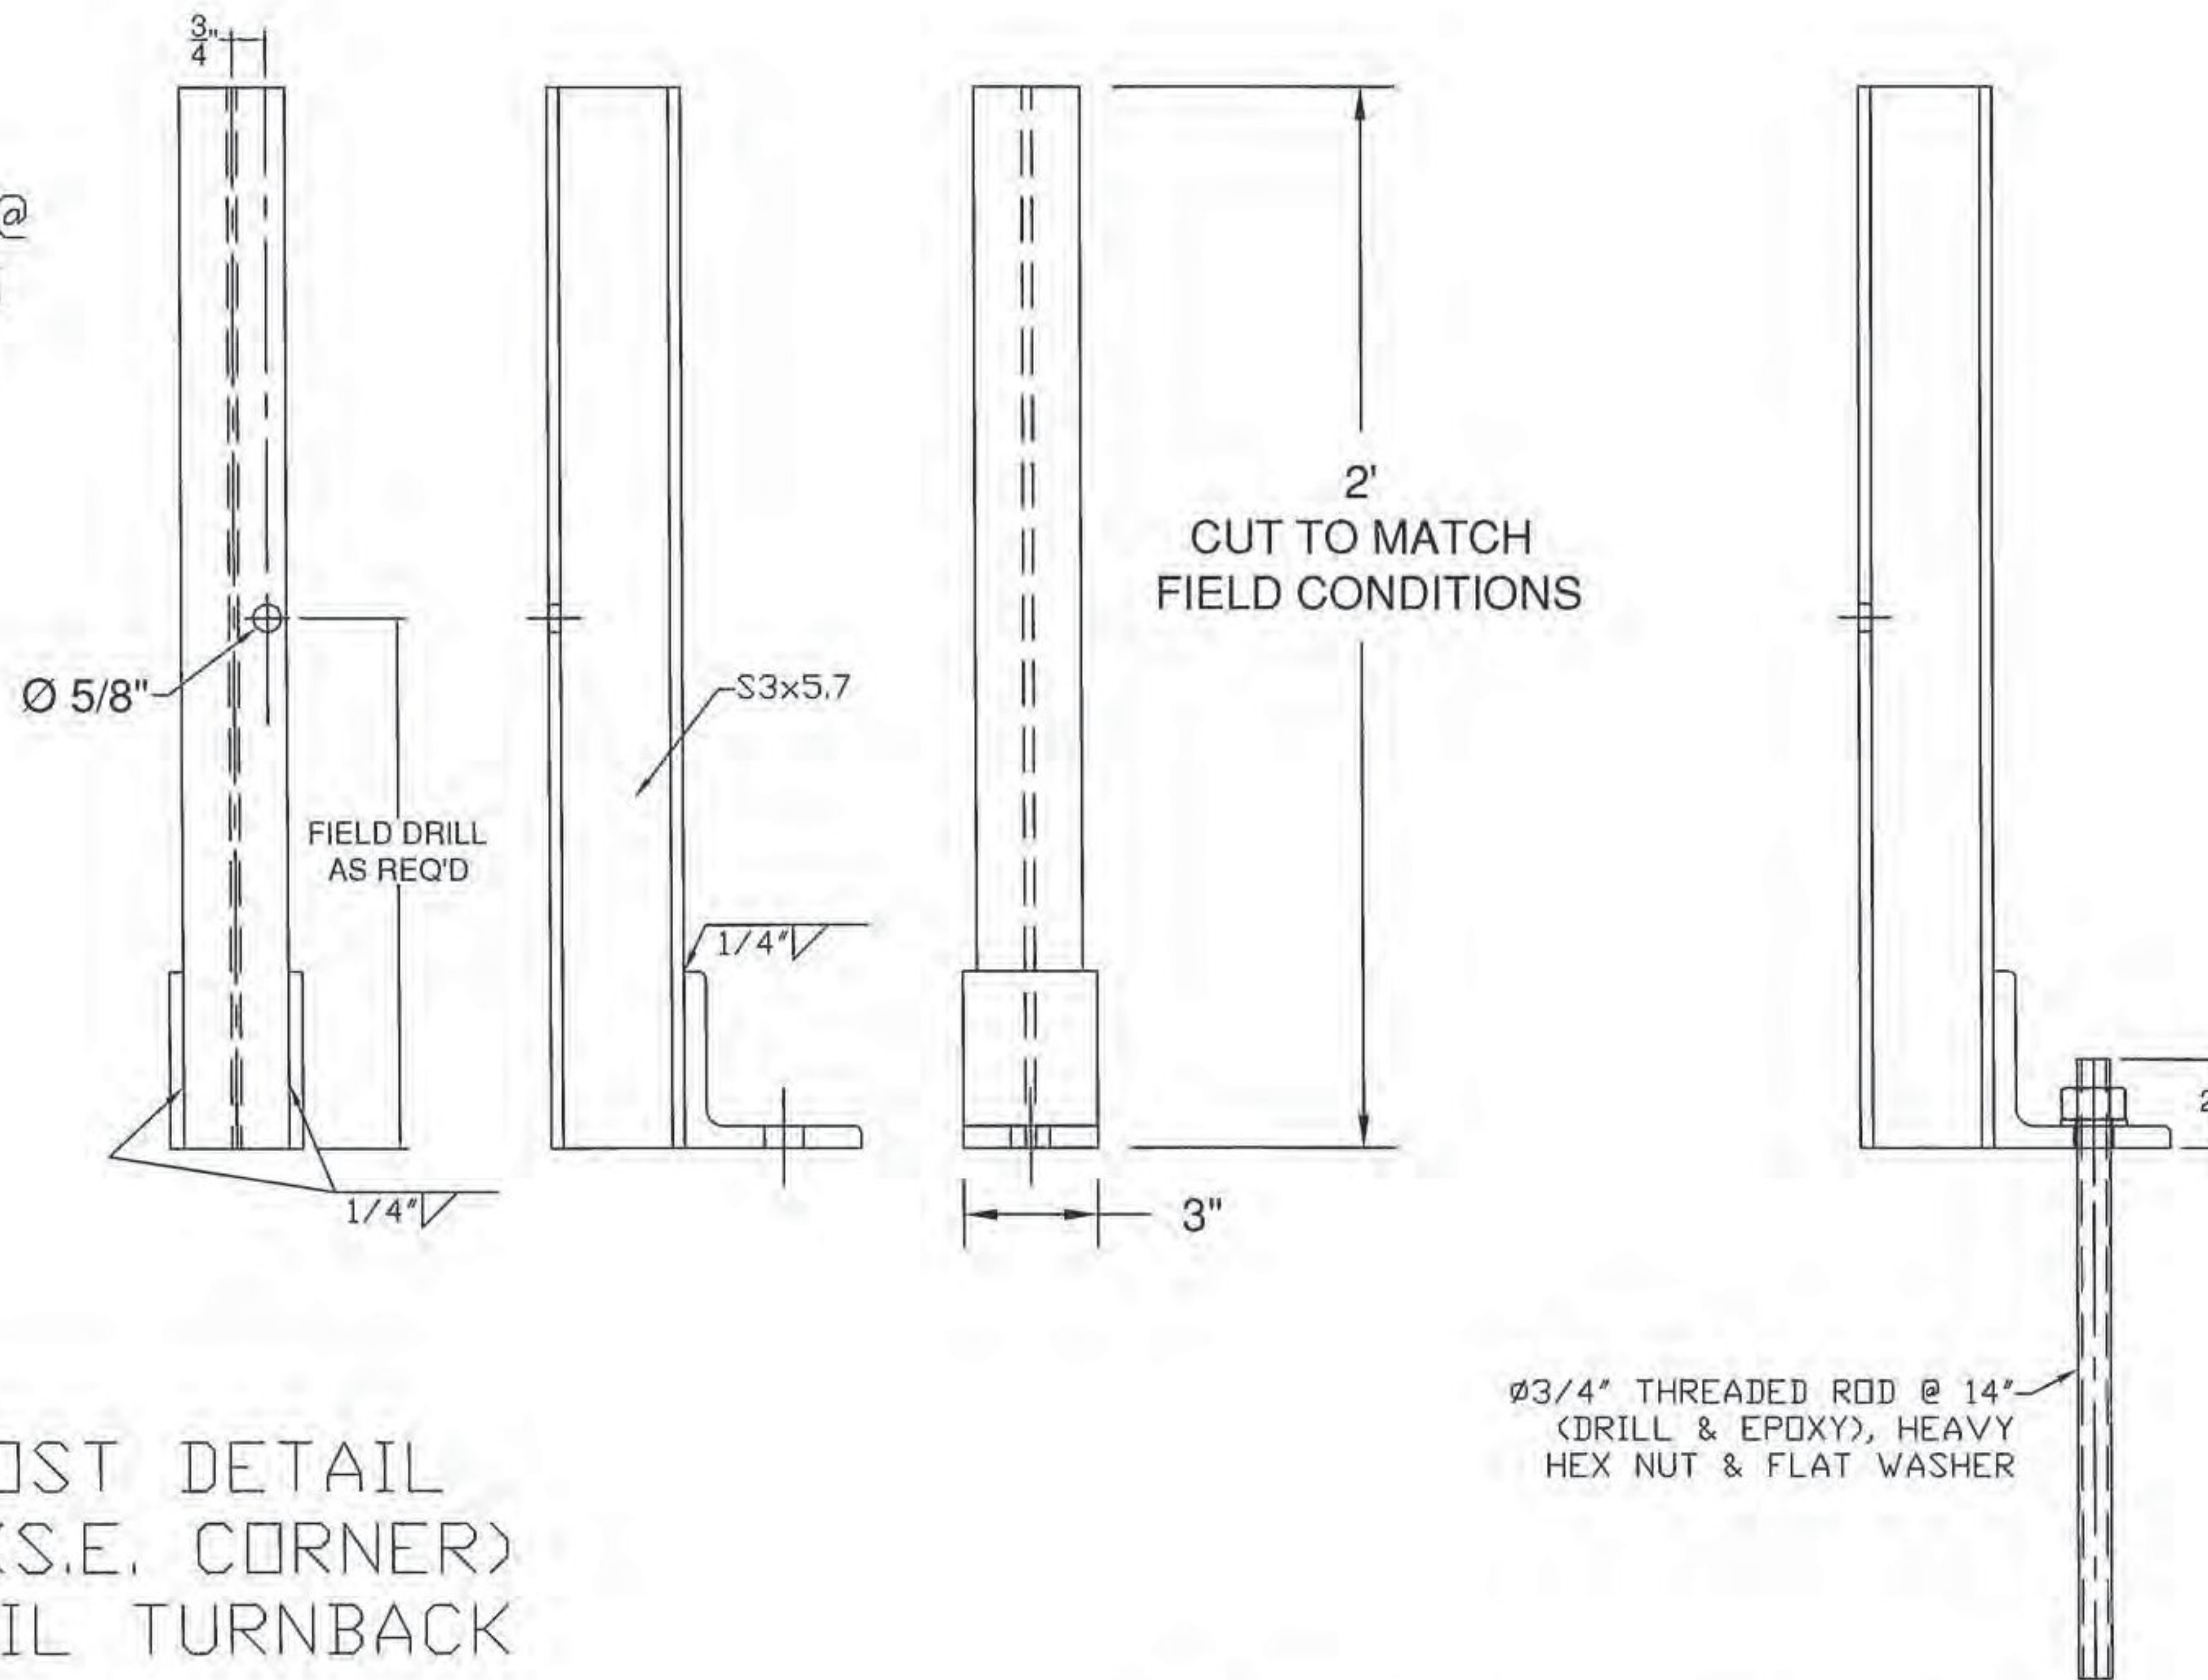 3/4"
@
Ø 5/8"
FIELD DRILL
AS REQ'D
1/4"
S3x5.7
1/4"
2'
CUT TO MATCH
FIELD CONDITIONS
3"
2
Ø3/4" THREADED ROD @ 14"
(DRILL & EPOXY), HEAVY
HEX NUT & FLAT WASHER
DETAIL
(S.E. CORNER)
TURNBACK